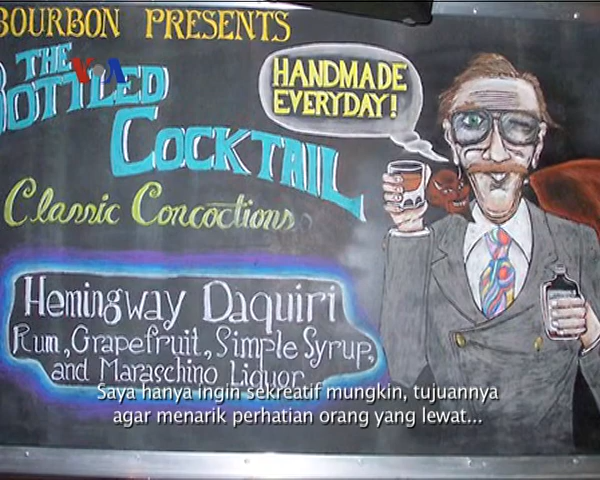 BOURBON PRESENTS
THE
BOTTLED
COCKTAIL
Classic Concoctions
HANDMADE
EVERYDAY!
Hemingway Daquiri
Rum, Grapefruit, Simple Syrup,
and Maraschino Liquor
VOA
Saya hanya ingin sekreatif mungkin, tujuannya
agar menarik perhatian orang yang lewat...